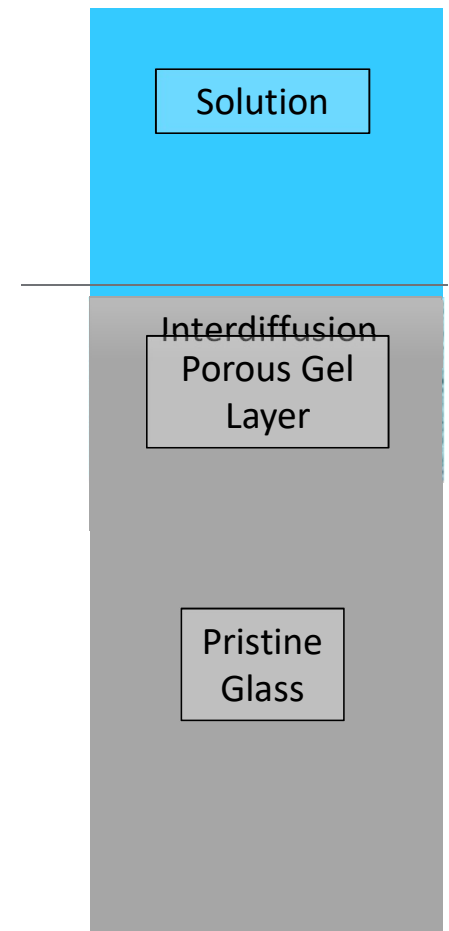 Solution
Interdiffusion
Porous Gel
Layer
Pristine
Glass